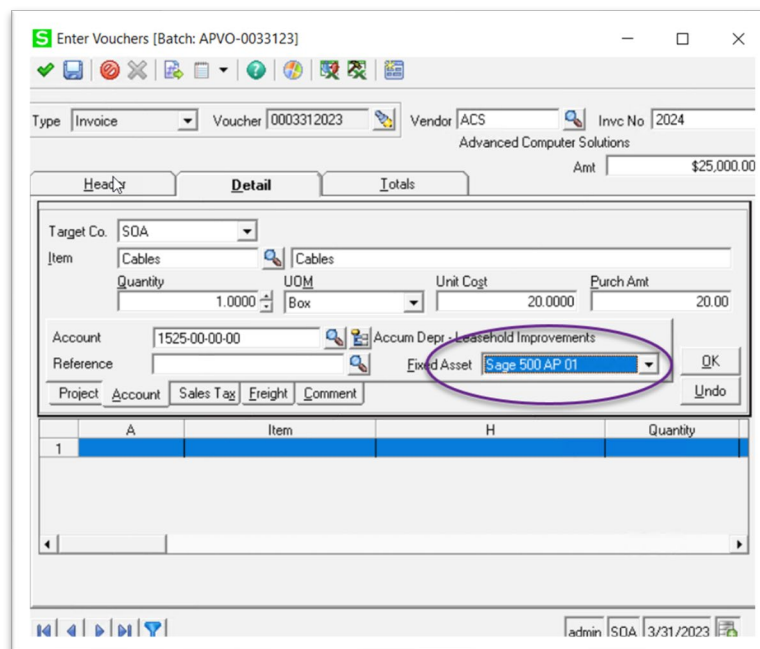 S Enter Vouchers [Batch: APVO-0033123]
Type Invoice Voucher 0003312023 Vendor ACS Invc No 2024
Advanced Computer Solutions
Amt $25,000.00
Header Detail Totals
Target Co. SOA
Item Cables Cables
Quantity UOM Unit Cost Purch Amt
1.0000 Box 20.0000 20.00
Account 1525-00-00-00 Accum Depr - Leasehold Improvements
Reference Fixed Asset Sage 500 AP 01 OK
Project Account Sales Tax Freight Comment Undo
A Item H Quantity
1
admin SOA 3/31/2023